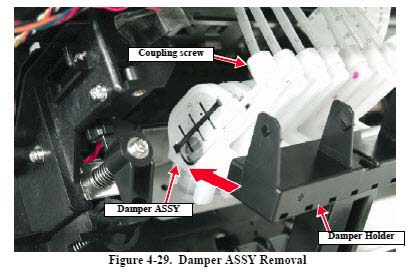 Coupling screw
Damper ASSY
Damper Holder
Figure 4-29.  Damper ASSY Removal